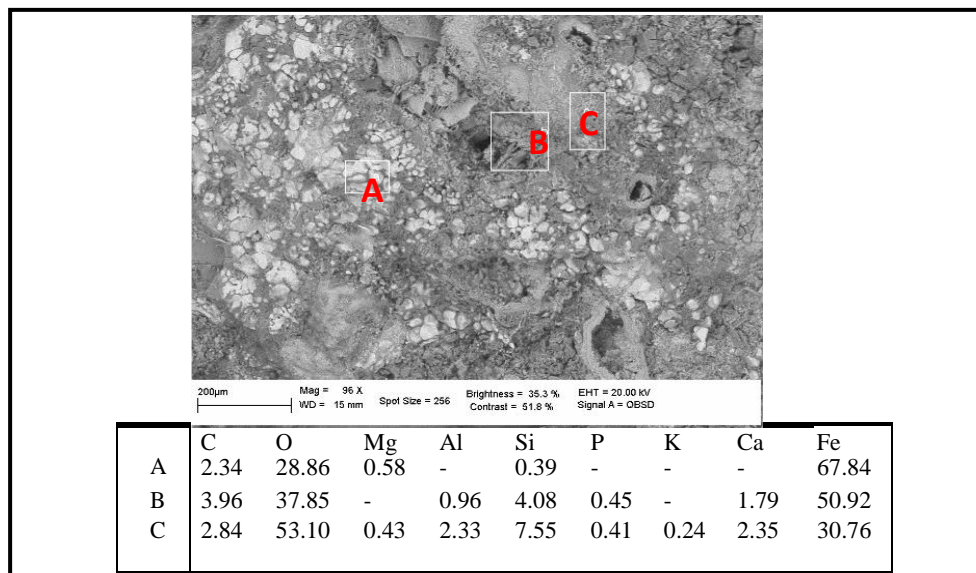 B
C
A
200µm Mag = 96 X Spot Size = 256 Brightness = 35.3 % EHT = 20.00 kV
WD = 15 mm Contrast = 51.8 % Signal A = OBSD
C O Mg Al Si P K Ca Fe
A 2.34 28.86 0.58 - 0.39 - - - 67.84
B 3.96 37.85 - 0.96 4.08 0.45 - 1.79 50.92
C 2.84 53.10 0.43 2.33 7.55 0.41 0.24 2.35 30.76